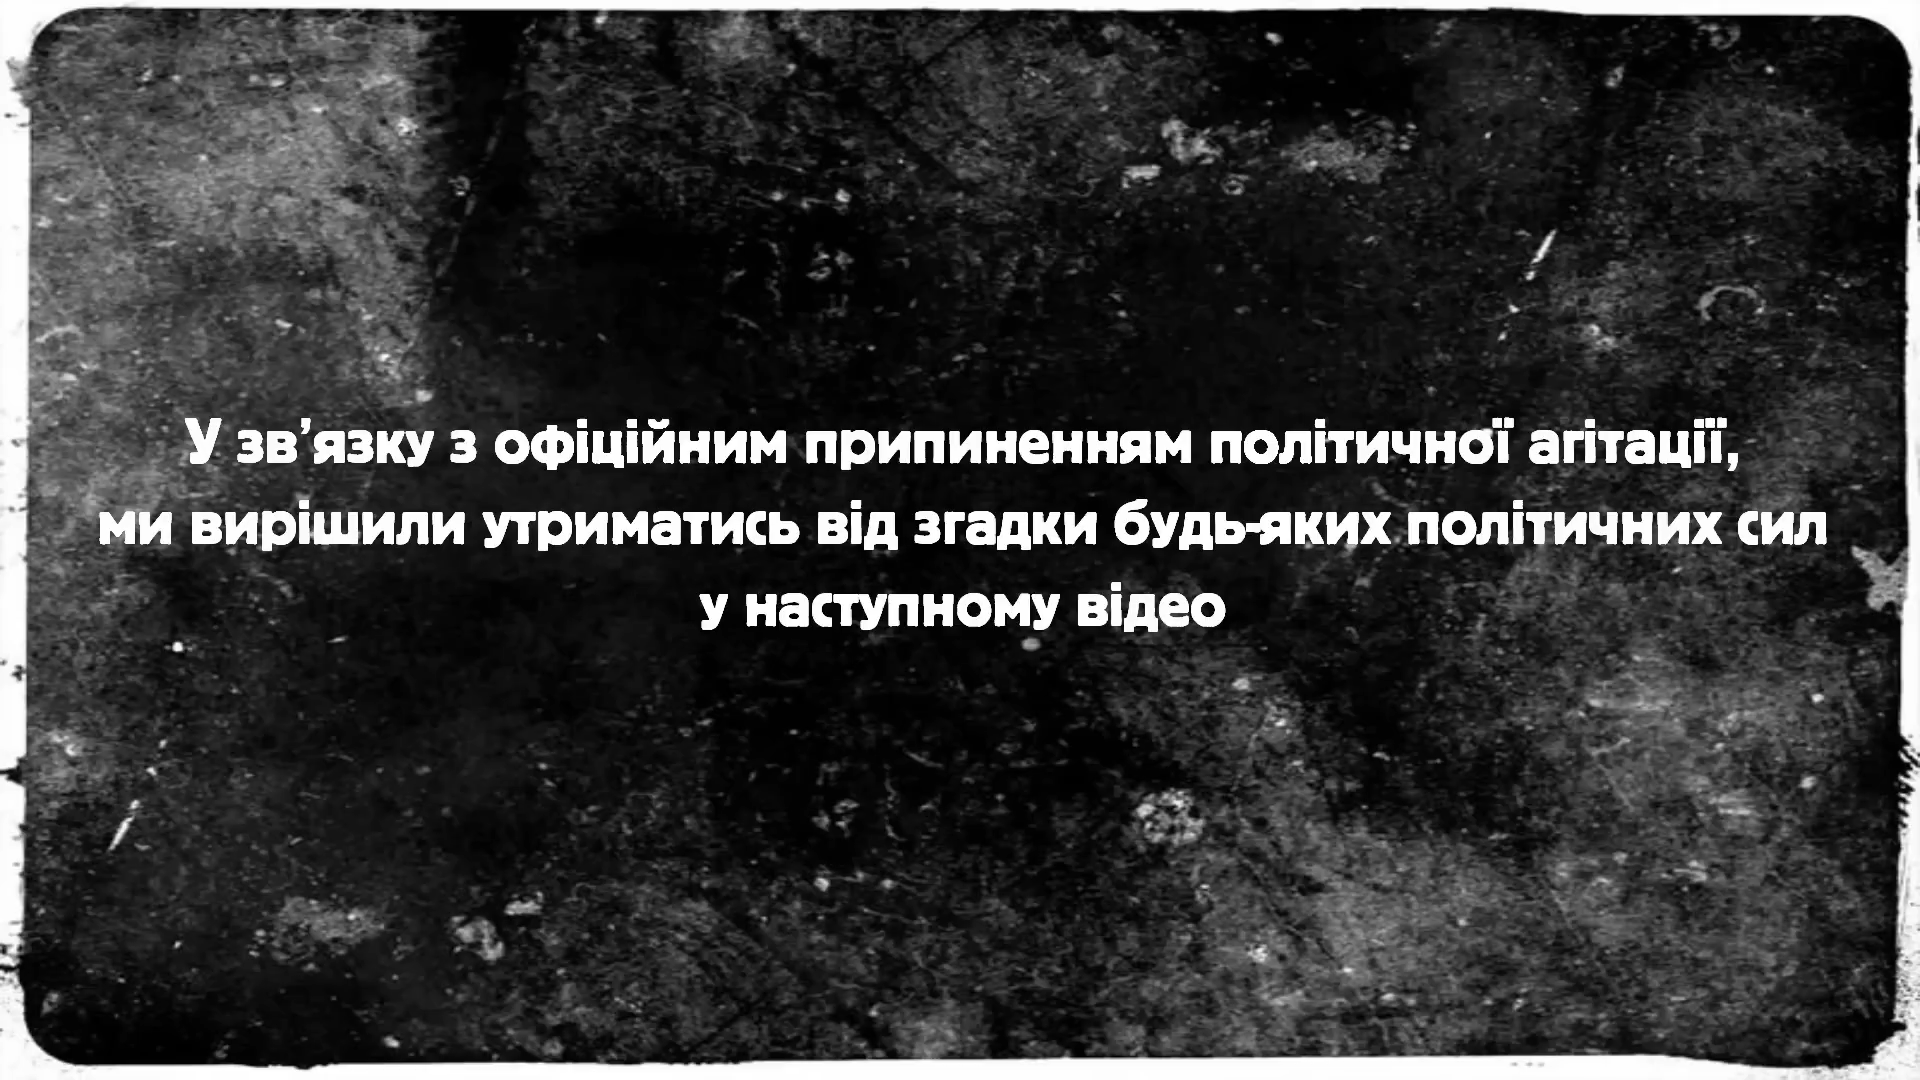 У зв’язку з офіційним припиненням політичної агітації,
ми вирішили утриматись від згадки будь-яких політичних сил
у наступному відео